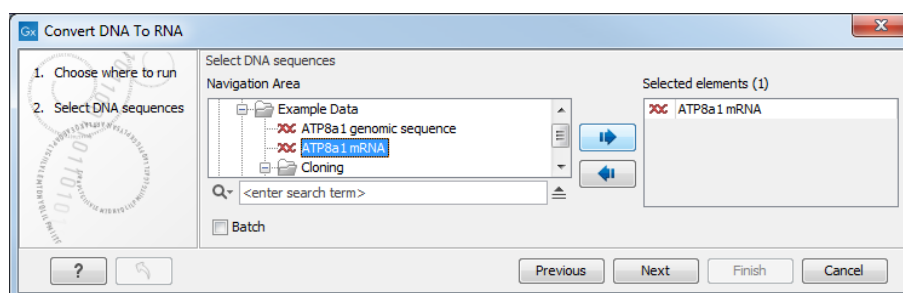 Gx Convert DNA To RNA
1. Choose where to run
2. Select DNA sequences
Select DNA sequences
Navigation Area
Example Data
ATP8a1 genomic sequence
ATP8a1 mRNA
Cloning
<enter search term>
Batch
Selected elements (1)
ATP8a1 mRNA
?
Previous
Next
Finish
Cancel